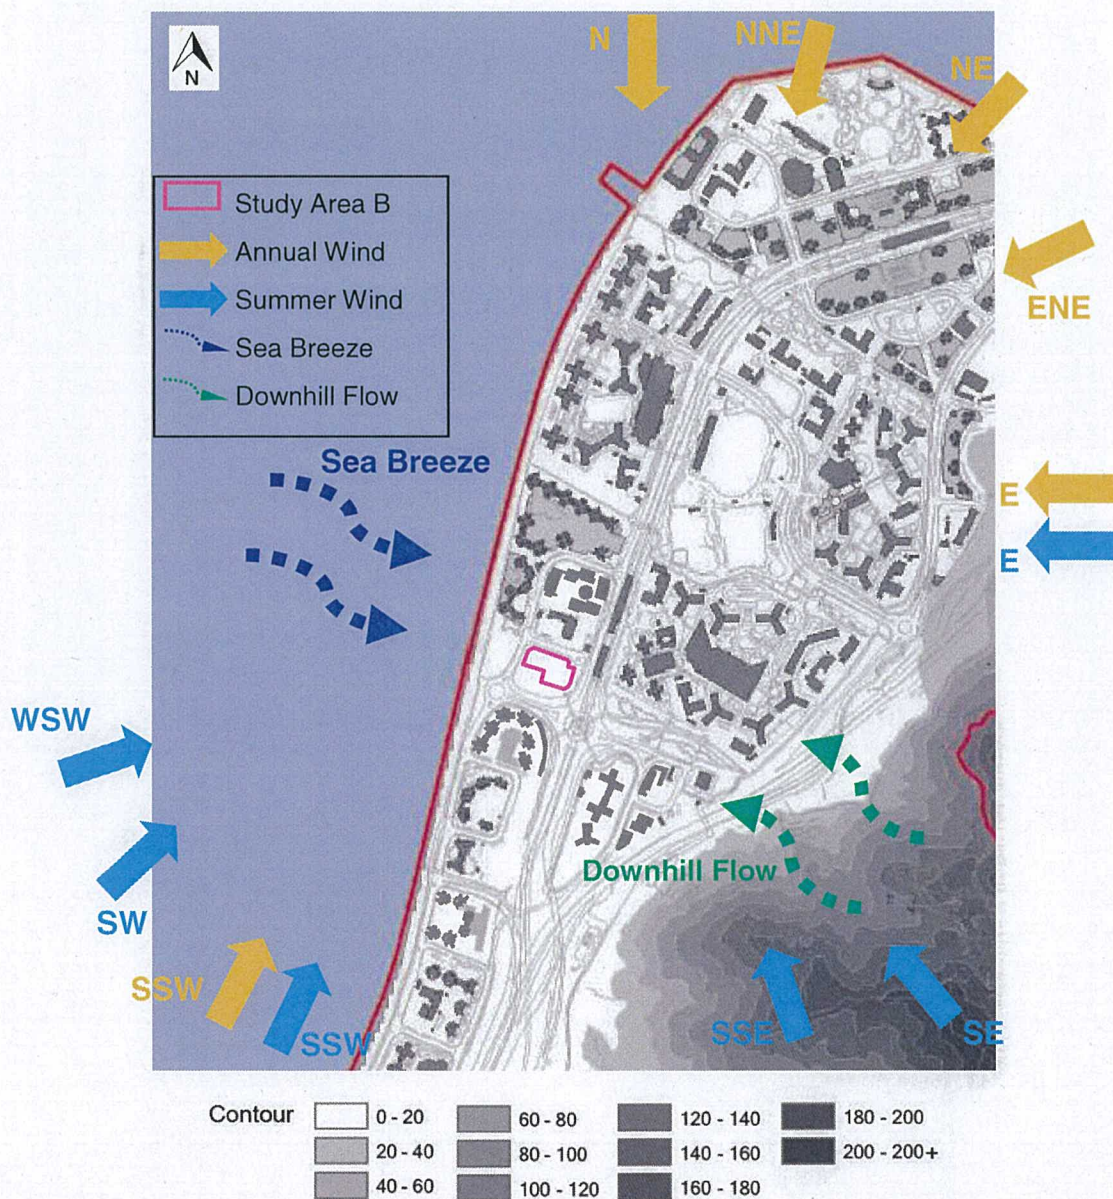 N
NNE
NE
N
Study Area B
Annual Wind
Summer Wind
Sea Breeze
Downhill Flow
ENE
Sea Breeze
E
E
WSW
SW
Downhill Flow
SSW
SSW
SSE
SE
Contour
0 - 20
20 - 40
40 - 60
60 - 80
80 - 100
100 - 120
120 - 140
140 - 160
160 - 180
180 - 200
200 - 200+